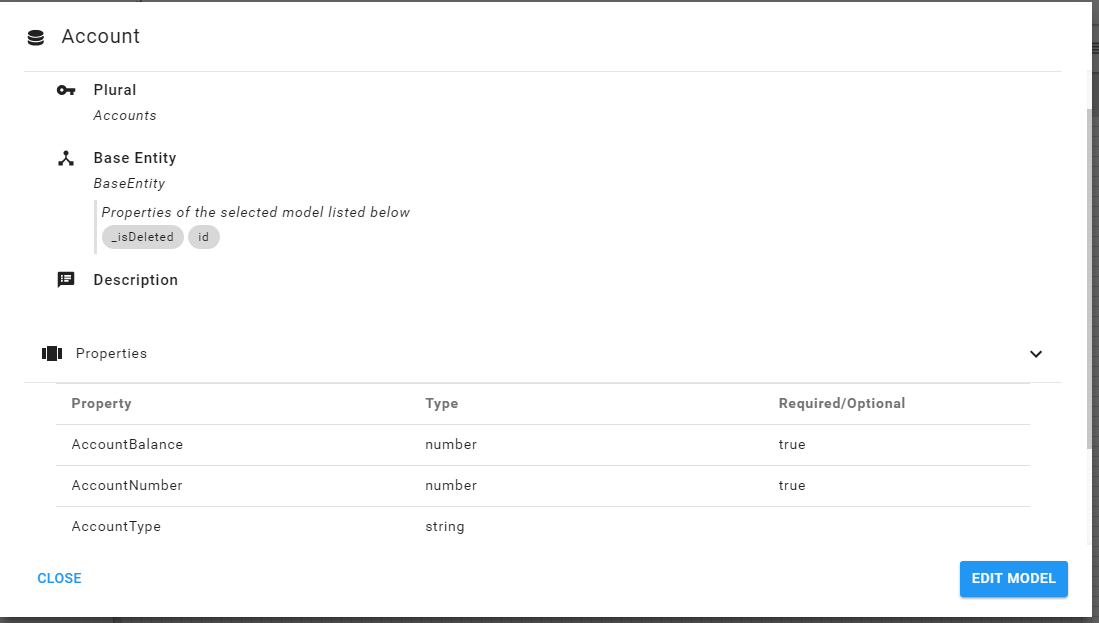 Account
Plural
Accounts
Base Entity
BaseEntity
Properties of the selected model listed below
_isDeleted id
Description
Properties
Property Type Required/Optional
AccountBalance number true
AccountNumber number true
AccountType string
CLOSE EDIT MODEL